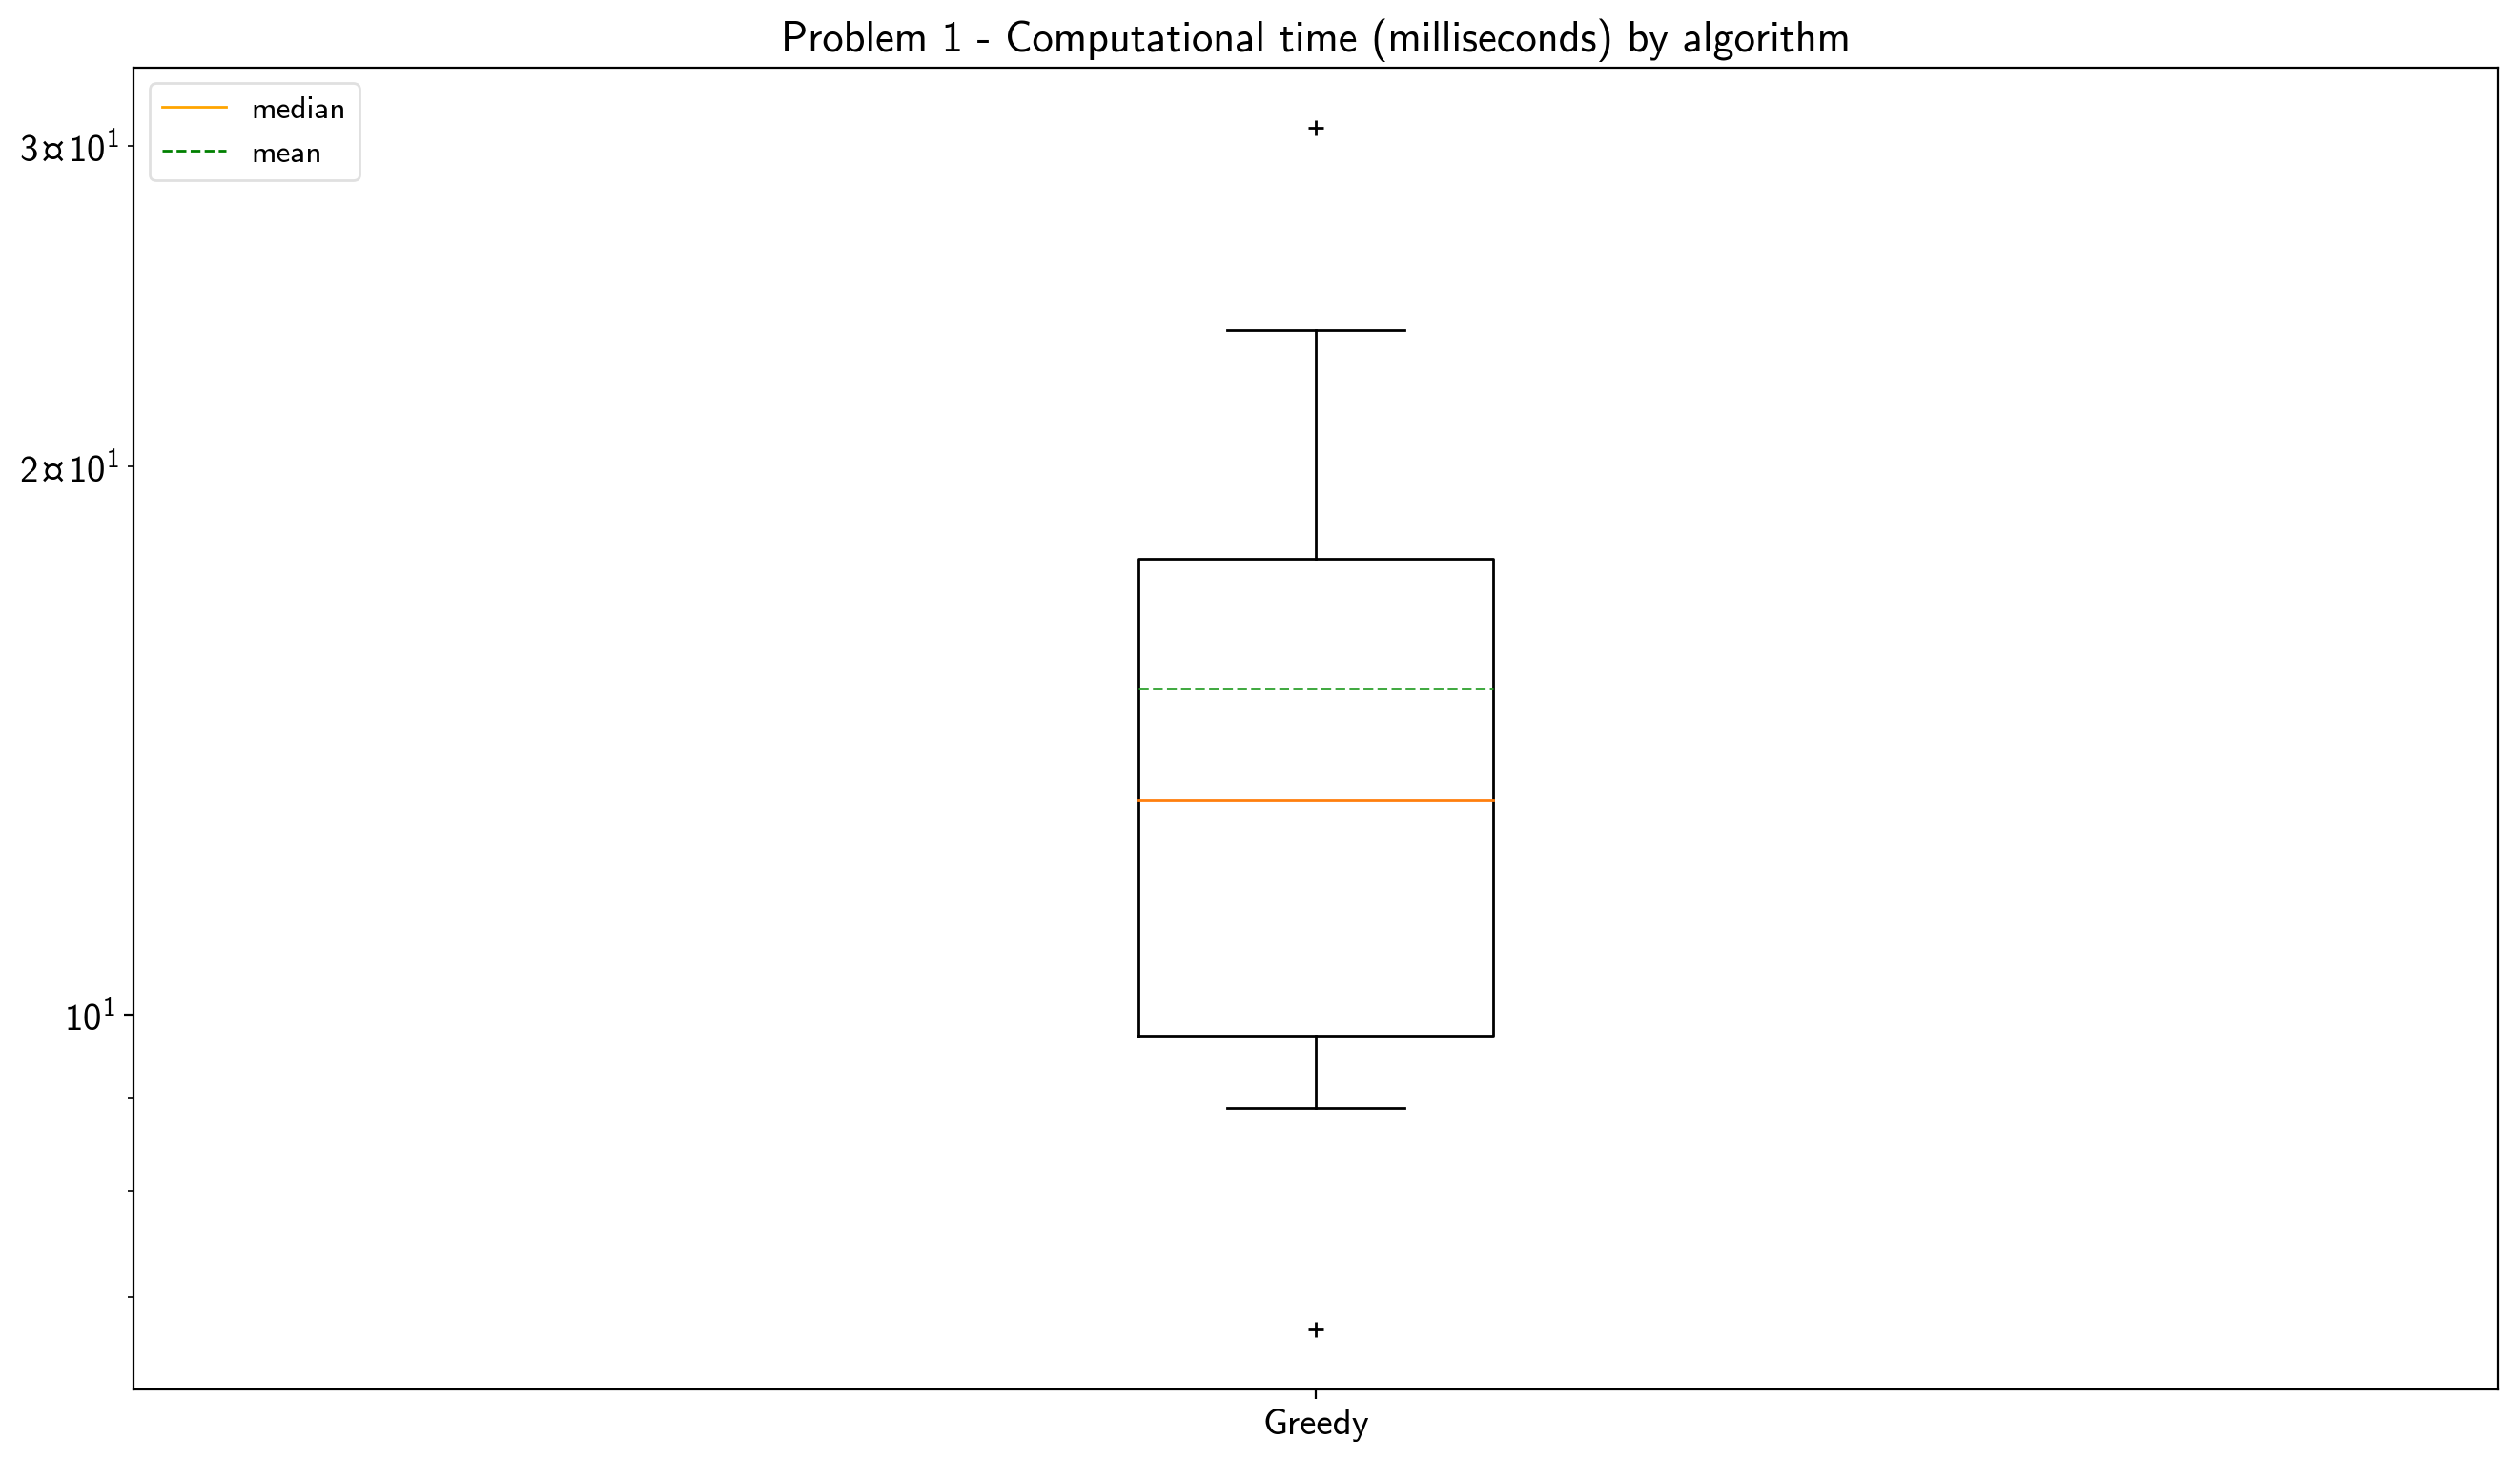 Problem 1 - Computational time (milliseconds) by algorithm
median
mean
3¤10¹
2¤10¹
10¹
Greedy